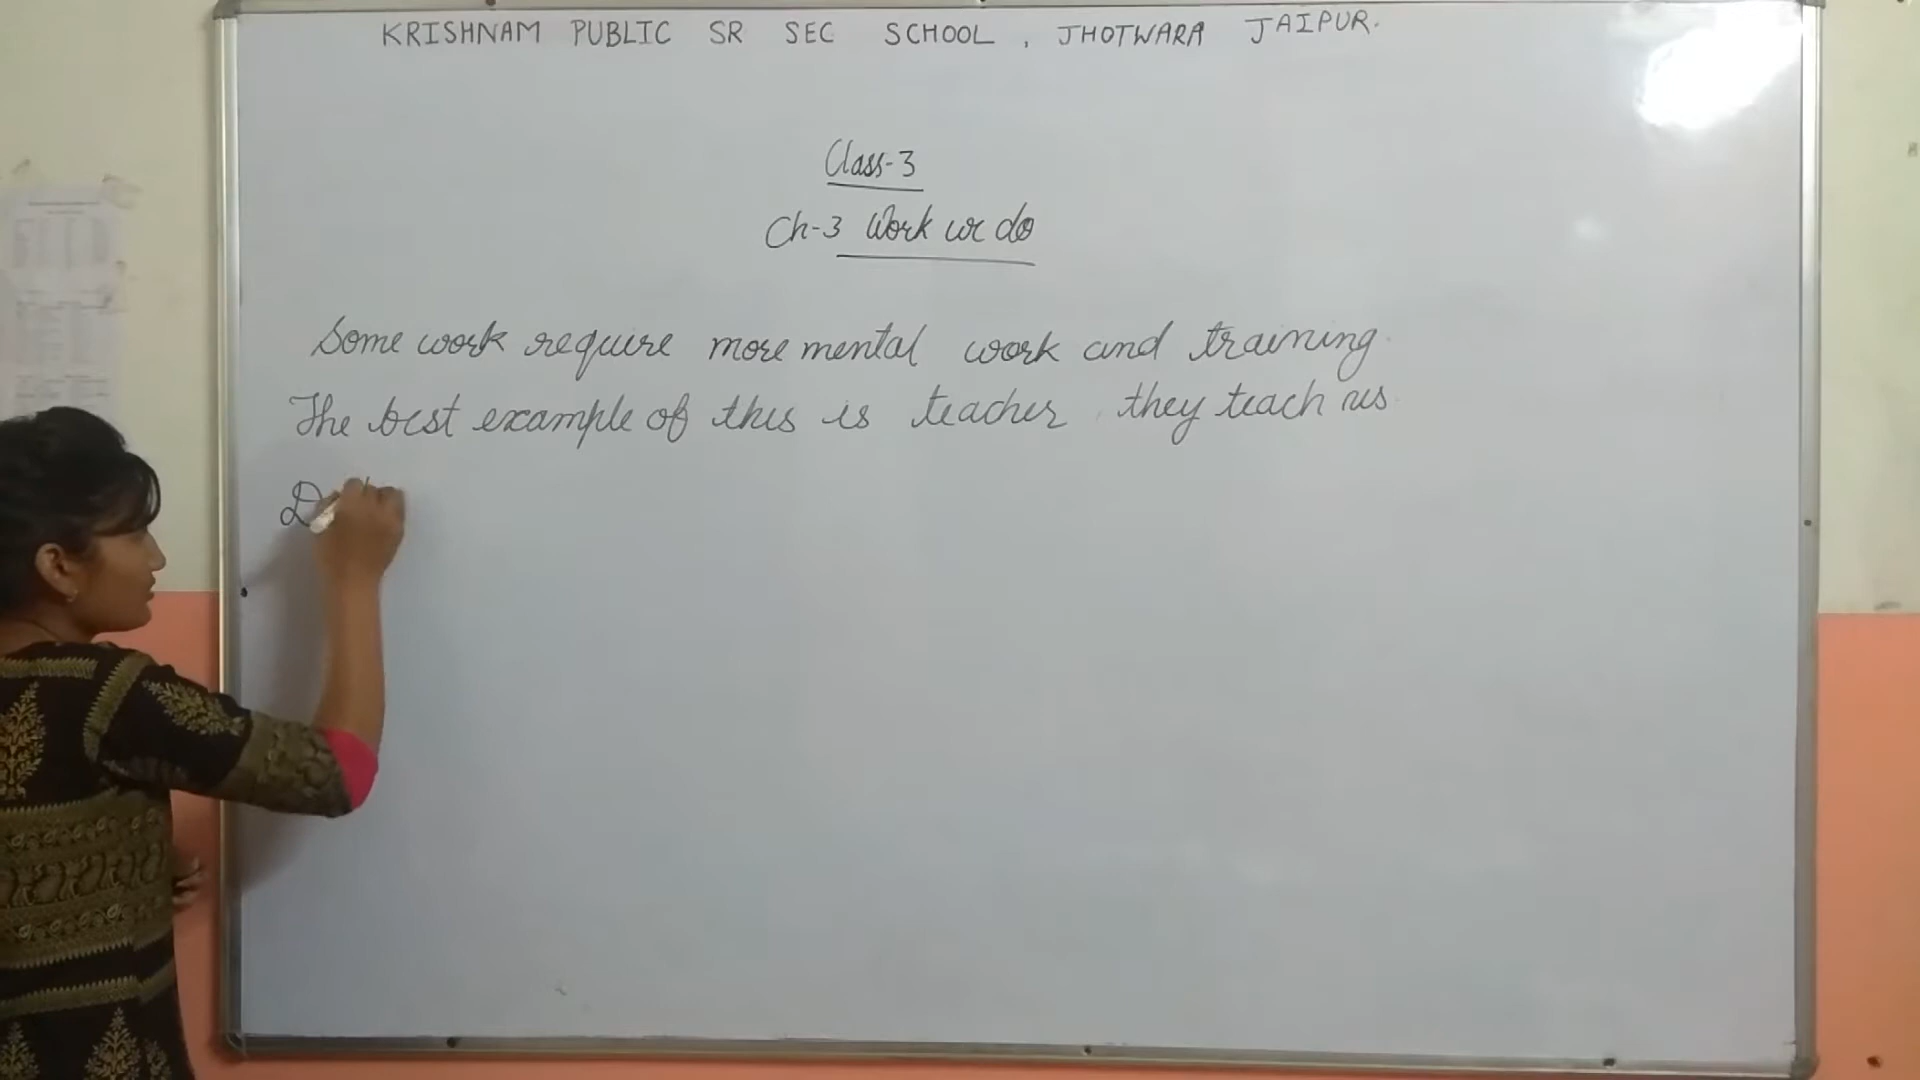 KRISHNAM PUBLIC SR SEC SCHOOL , JHOTWARA JAIPUR.
Class-3
Ch-3 Work we do
Some work require more mental work and training.
The best example of this is teacher, they teach us
D